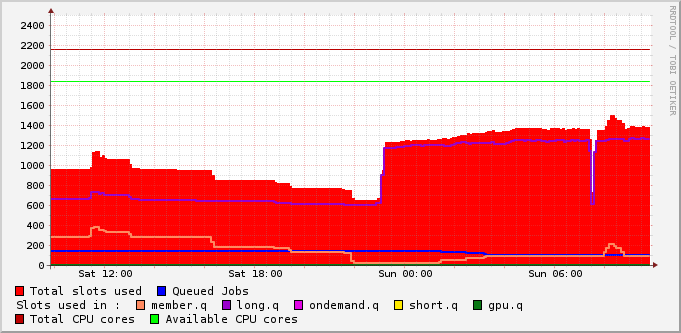 RRDTOOL / TOBI OETIKER
2400
2200
2000
1800
1600
1400
1200
1000
800
600
400
200
0
Sat 12:00 Sat 18:00 Sun 00:00 Sun 06:00
Total slots used Queued Jobs
Slots used in : member.q long.q ondemand.q short.q gpu.q
Total CPU cores Available CPU cores